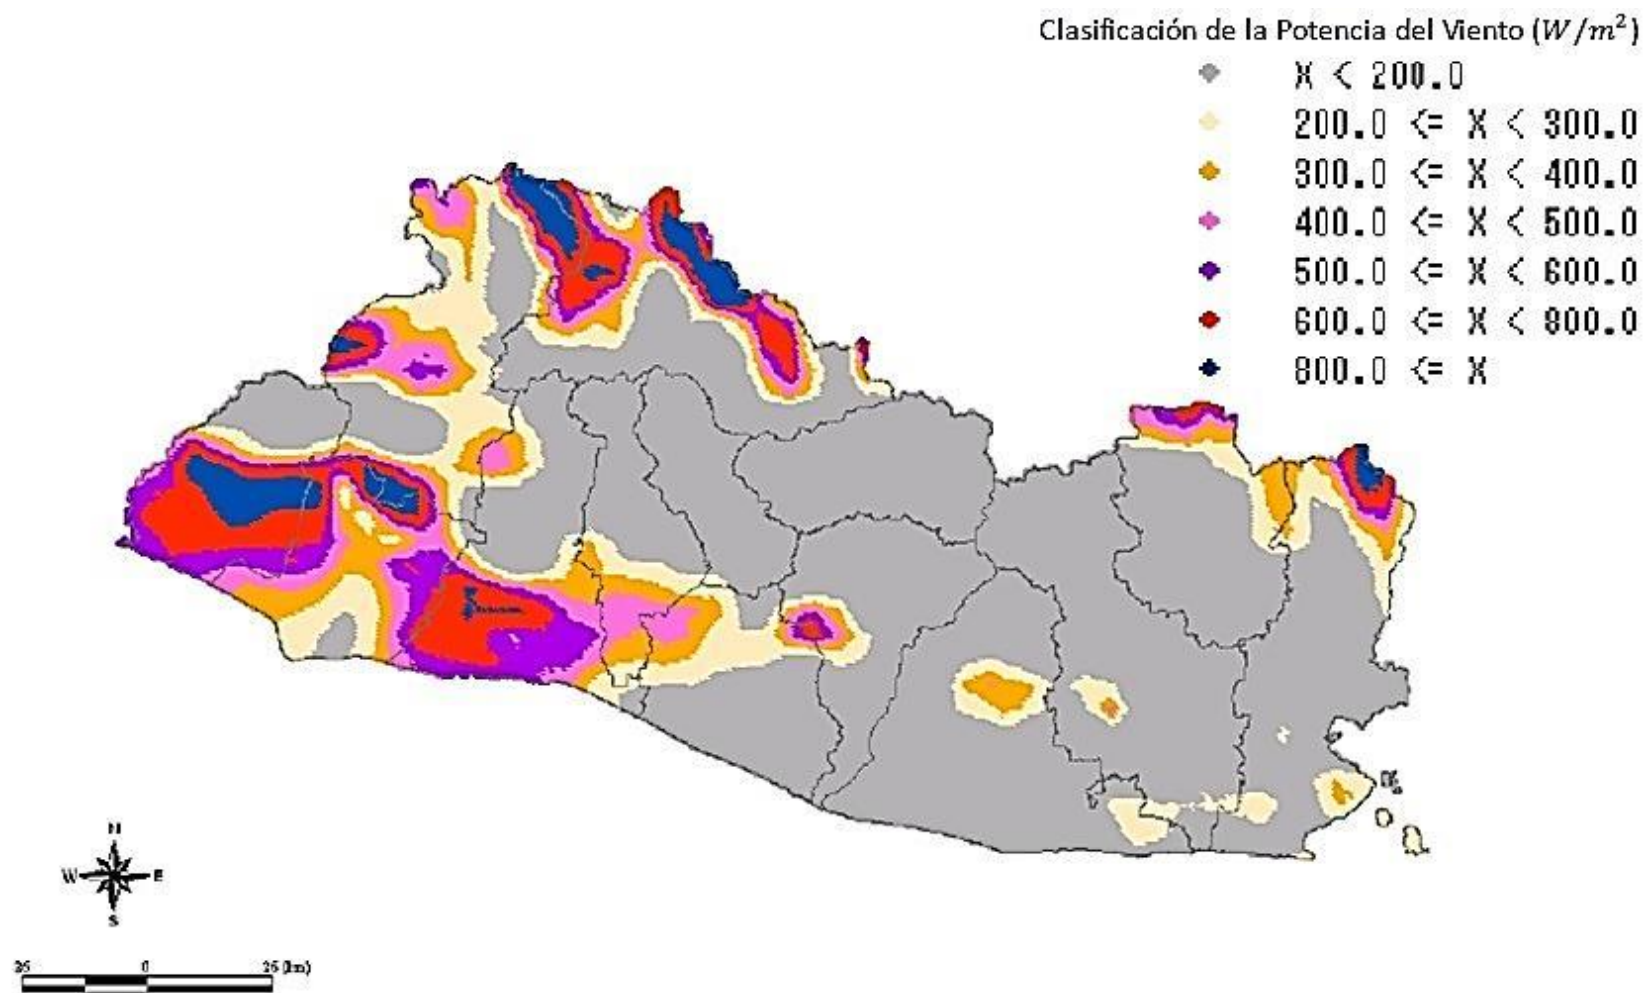 Clasificación de la Potencia del Viento (W/m²)
X < 200.0
200.0 <= X < 300.0
300.0 <= X < 400.0
400.0 <= X < 500.0
500.0 <= X < 600.0
600.0 <= X < 800.0
800.0 <= X
N
W E
S
25 0 25 (km)